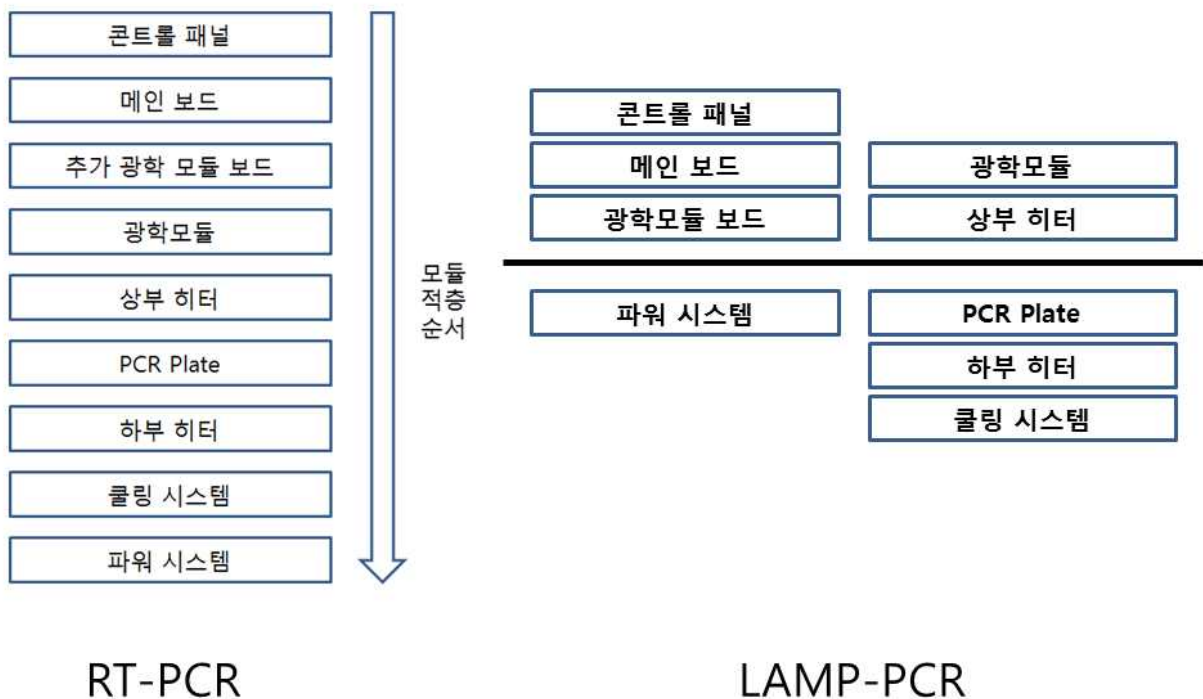 콘트롤 패널
메인 보드
추가 광학 모듈 보드
광학모듈
상부 히터
PCR Plate
하부 히터
쿨링 시스템
파워 시스템
모듈
적층
순서
콘트롤 패널
메인 보드
광학모듈
광학모듈 보드
상부 히터
파워 시스템
PCR Plate
하부 히터
쿨링 시스템
RT-PCR
LAMP-PCR